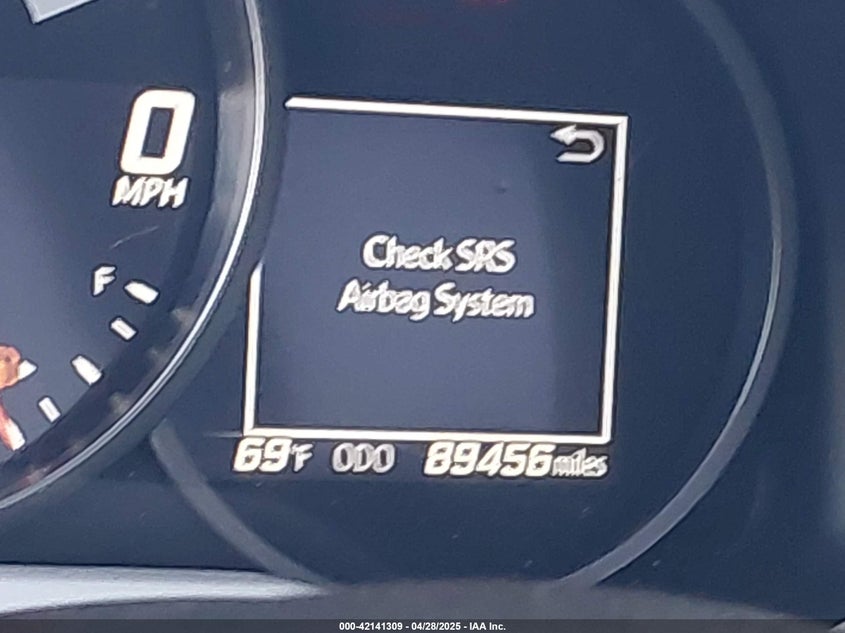 0
MPH
F
Check SRS
Airbag System
69°F ODO 89456 miles
000-42141309 - 04/28/2025 - IAA Inc.